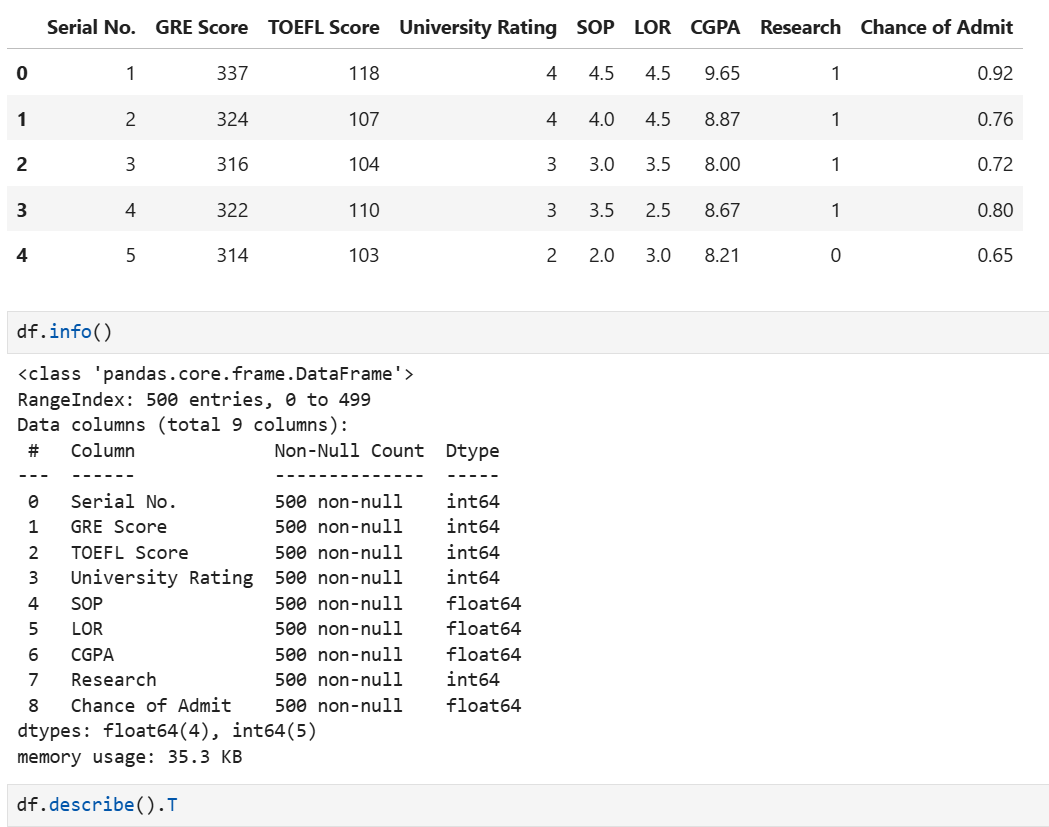 Serial No. GRE Score TOEFL Score University Rating SOP LOR CGPA Research Chance of Admit
0 1 337 118 4 4.5 4.5 9.65 1 0.92
1 2 324 107 4 4.0 4.5 8.87 1 0.76
2 3 316 104 3 3.0 3.5 8.00 1 0.72
3 4 322 110 3 3.5 2.5 8.67 1 0.80
4 5 314 103 2 2.0 3.0 8.21 0 0.65
df.info()
<class 'pandas.core.frame.DataFrame'>
RangeIndex: 500 entries, 0 to 499
Data columns (total 9 columns):
 #   Column             Non-Null Count  Dtype
---  ------             --------------  -----
 0   Serial No.         500 non-null    int64
 1   GRE Score          500 non-null    int64
 2   TOEFL Score        500 non-null    int64
 3   University Rating  500 non-null    int64
 4   SOP                500 non-null    float64
 5   LOR                500 non-null    float64
 6   CGPA               500 non-null    float64
 7   Research           500 non-null    int64
 8   Chance of Admit    500 non-null    float64
dtypes: float64(4), int64(5)
memory usage: 35.3 KB
df.describe().T